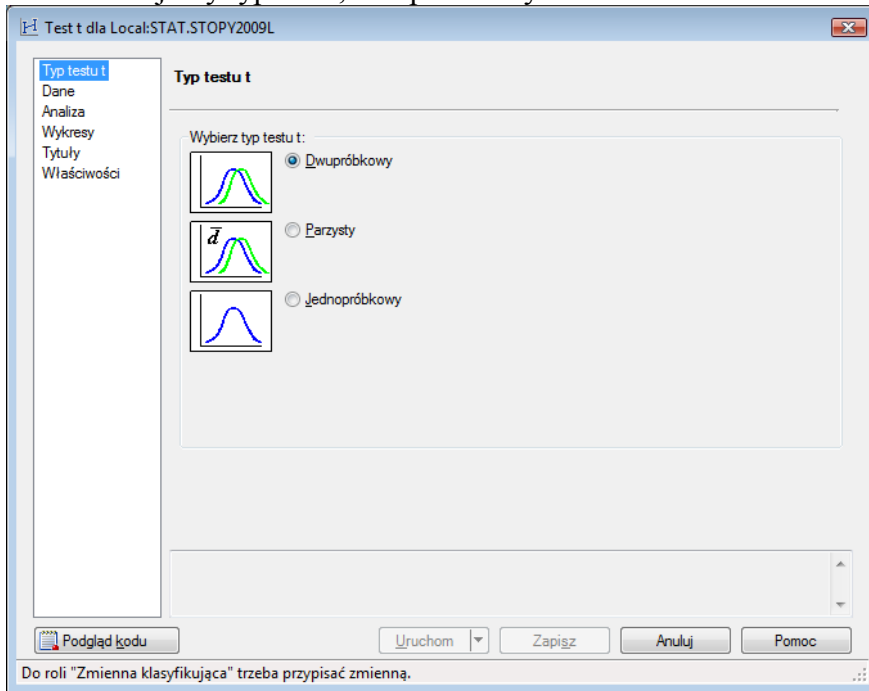 Test t dla Local:STAT.STOPY2009L
Typ testu t
Dane
Analiza
Wykresy
Tytuły
Właściwości
Typ testu t
Wybierz typ testu t:
Dwupróbkowy
d
Parzysty
Jednopróbkowy
Podgląd kodu
Uruchom
Zapisz
Anuluj
Pomoc
Do roli "Zmienna klasyfikująca" trzeba przypisać zmienną.